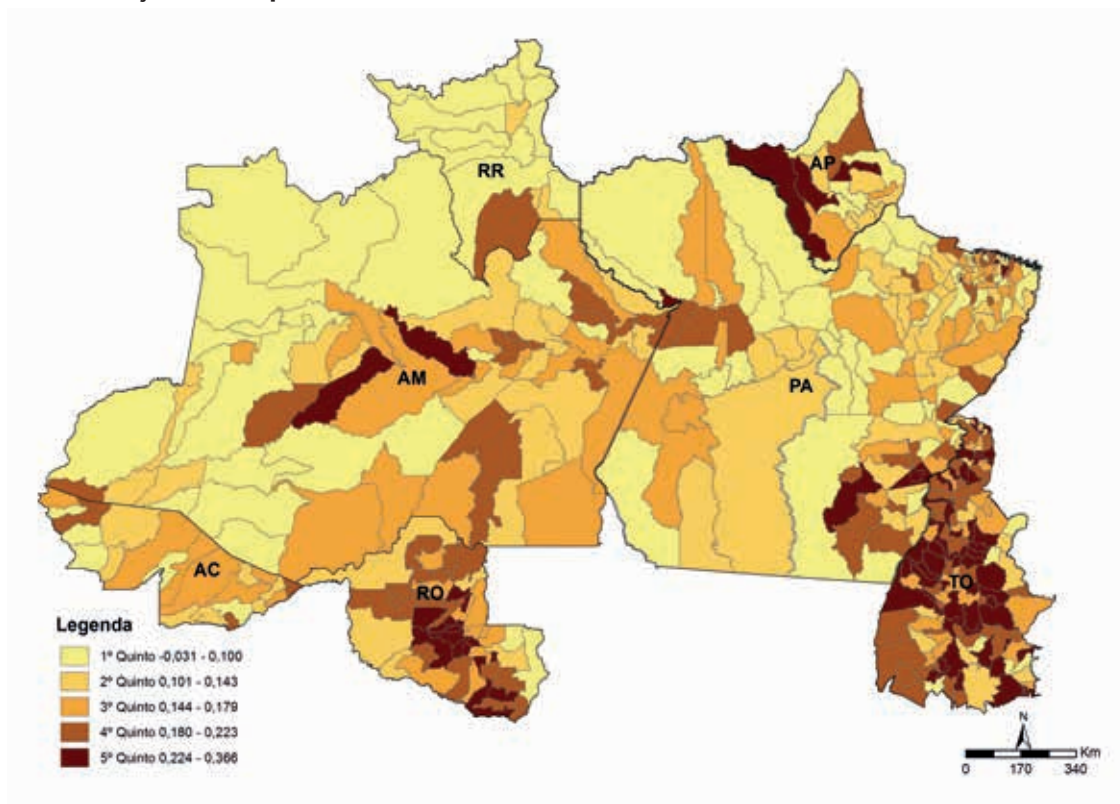 RR
AP
AM
PA
AC
RO
TO
Legenda
1º Quinto -0,031 - 0,100
2º Quinto 0,101 - 0,143
3º Quinto 0,144 - 0,179
4º Quinto 0,180 - 0,223
5º Quinto 0,224 - 0,366
N
Km
0 170 340